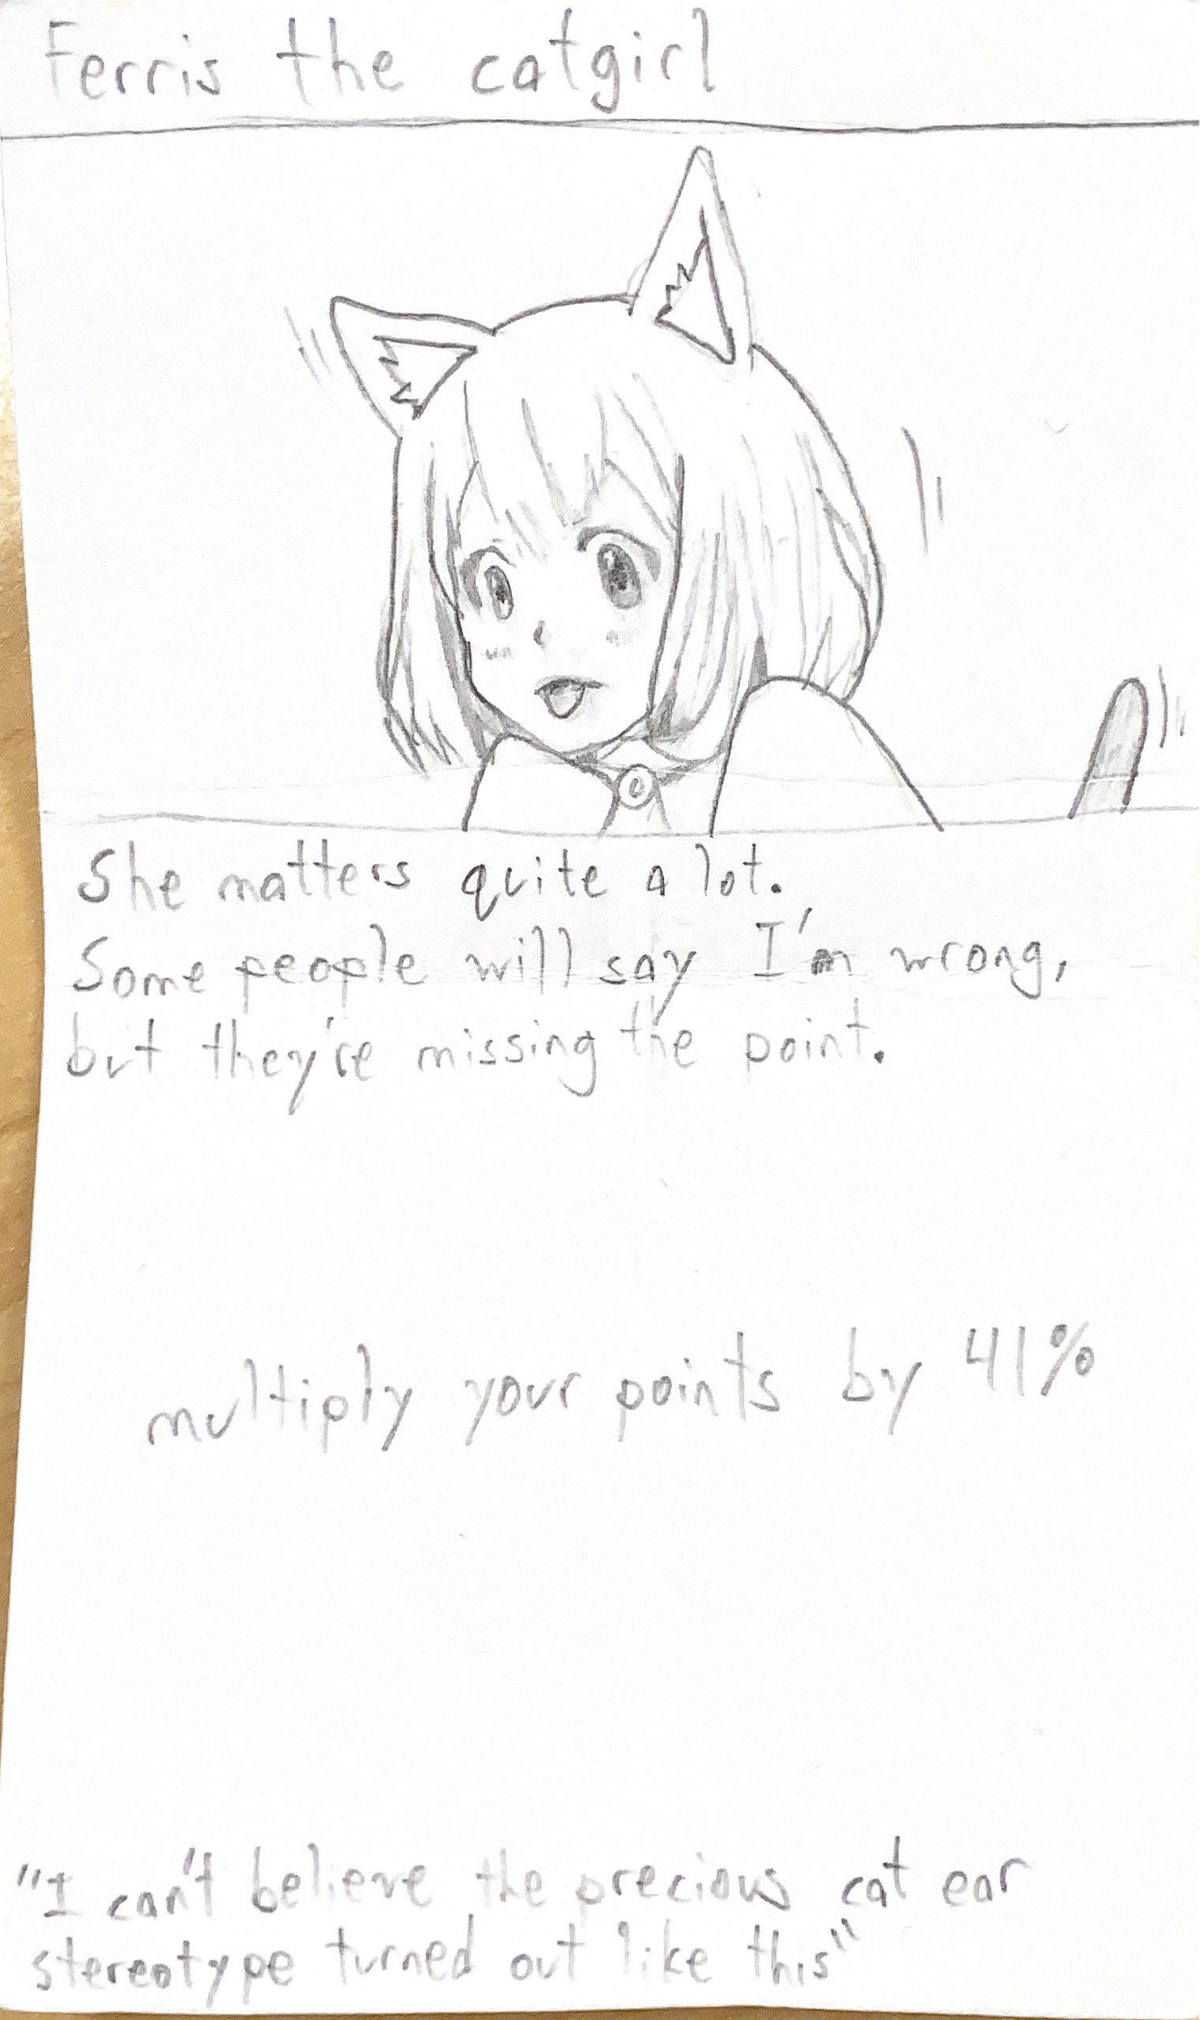 Ferris the catgirl
She matters quite a lot.
Some people will say I'm wrong,
but they're missing the point.
multiply your points by 41%
"I can't believe the precious cat ear
stereotype turned out like this"